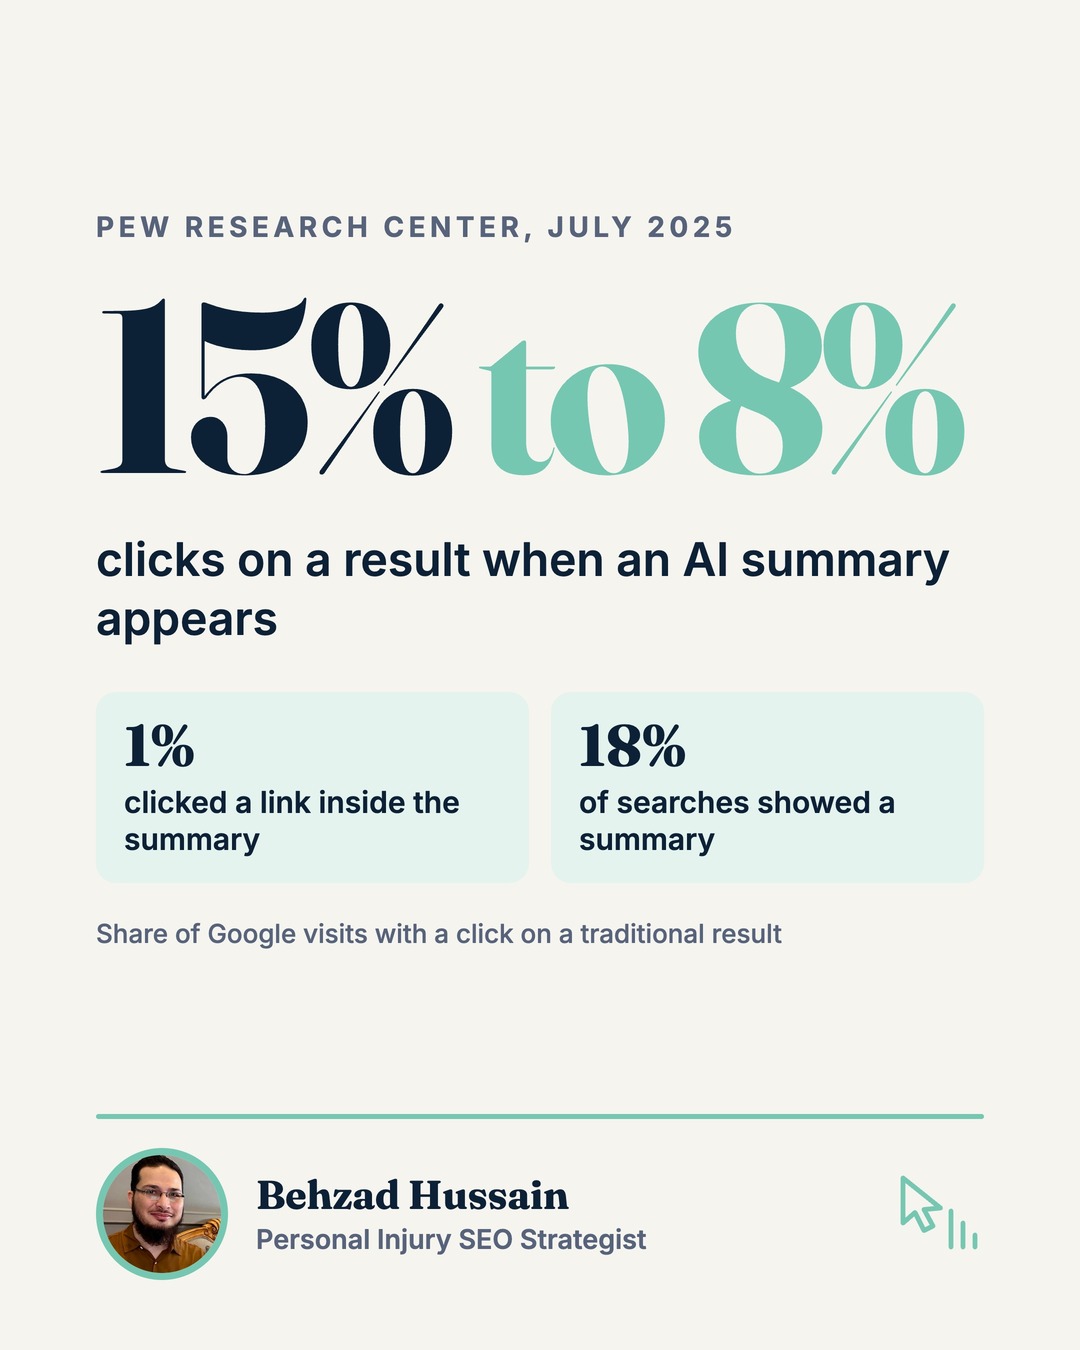 PEW RESEARCH CENTER, JULY 2025
15% to 8%
clicks on a result when an AI summary
appears
1%
clicked a link inside the
summary
18%
of searches showed a
summary
Share of Google visits with a click on a traditional result
Behzad Hussain
Personal Injury SEO Strategist